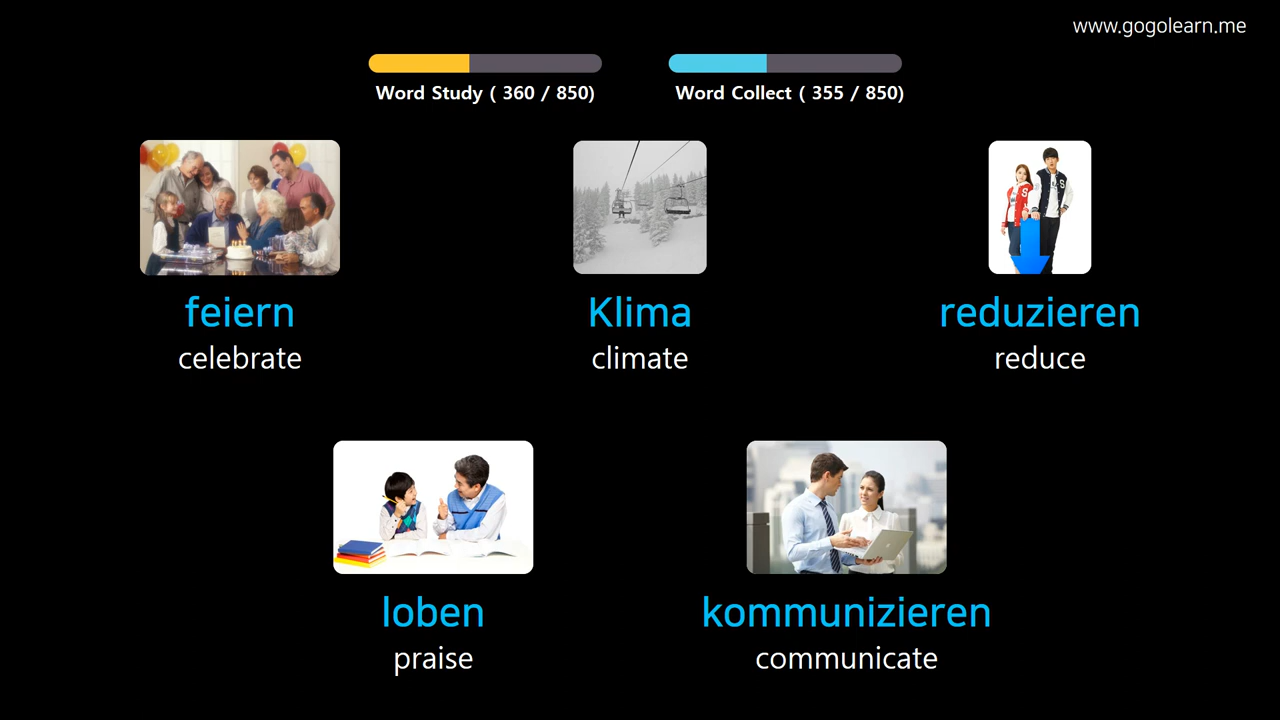 www.gogolearn.me
Word Study ( 360 / 850)
Word Collect ( 355 / 850)
feiern
celebrate
Klima
climate
reduzieren
reduce
loben
praise
kommunizieren
communicate